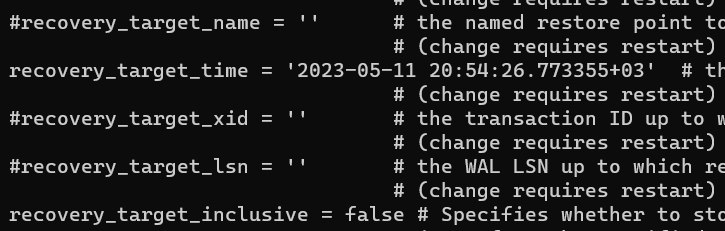 # (change requires restart)
#recovery_target_name = ''      # the named restore point to
# (change requires restart)
recovery_target_time = '2023-05-11 20:54:26.773355+03'  # th
# (change requires restart)
#recovery_target_xid = ''       # the transaction ID up to w
# (change requires restart)
#recovery_target_lsn = ''       # the WAL LSN up to which re
# (change requires restart)
recovery_target_inclusive = false # Specifies whether to sto